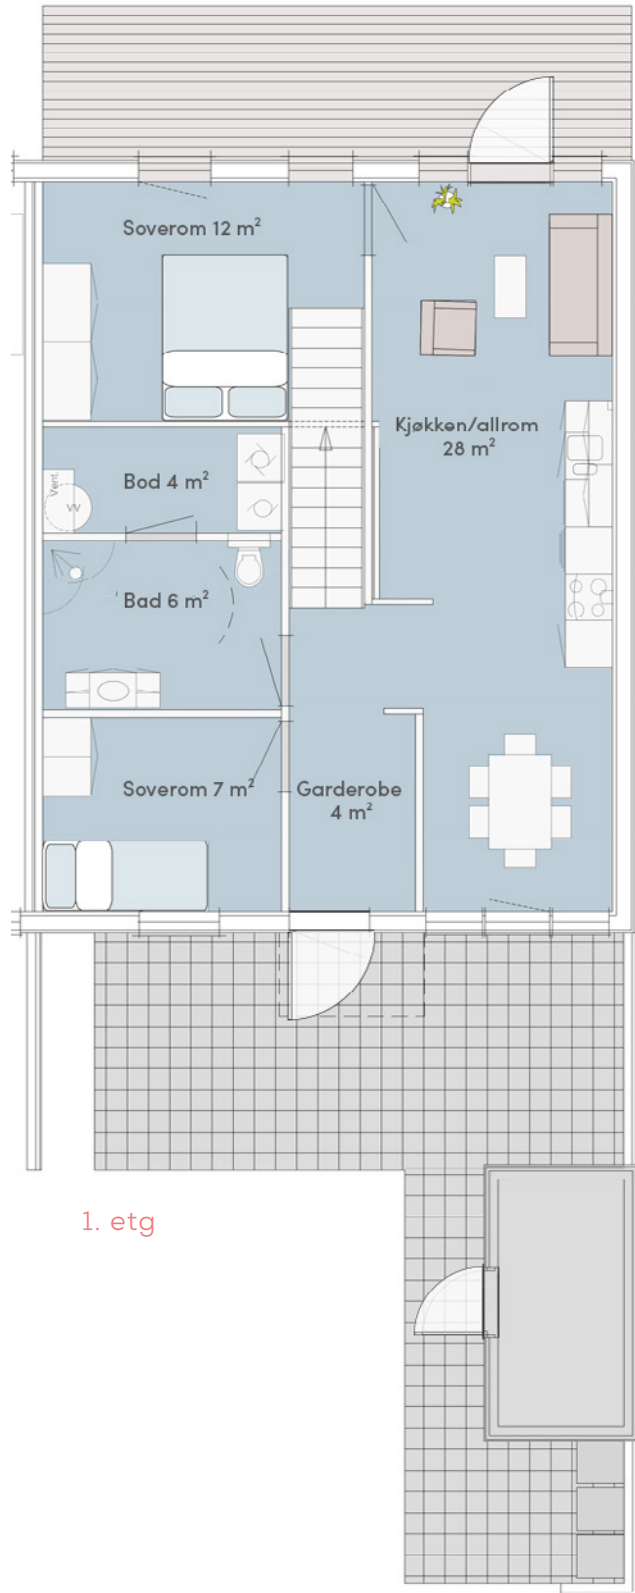 Soverom 12 m²
Kjøkken/allrom
28 m²
Bod 4 m²
Vent.
VV
Bad 6 m²
Soverom 7 m²
Garderobe
4 m²
1. etg